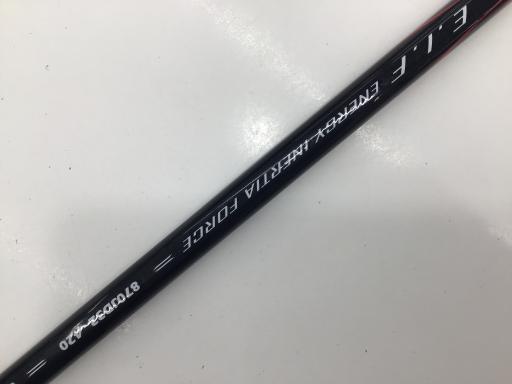 E.I.F ENERGY INERTIA FORCE